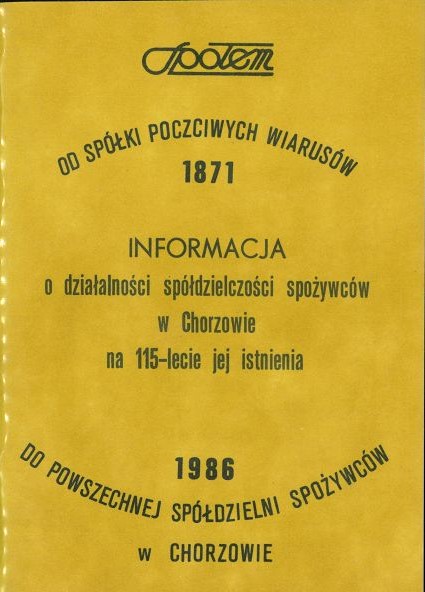 Społem
OD SPÓŁKI POCZCIWYCH WIARUSÓW
1871
INFORMACJA
o działalności spółdzielczości spożywców
w Chorzowie
na 115-lecie jej istnienia
1986
DO POWSZECHNEJ SPÓŁDZIELNI SPOŻYWCÓW
w CHORZOWIE